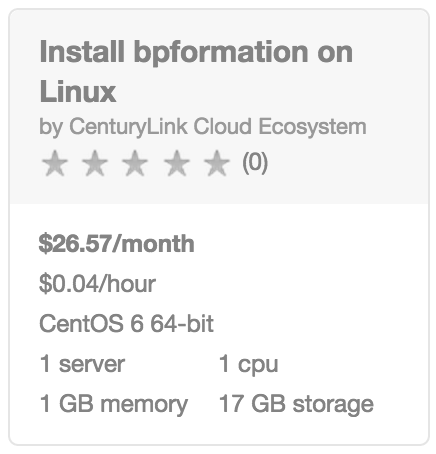 Install bpformation on
Linux
by CenturyLink Cloud Ecosystem
(0)
$26.57/month
$0.04/hour
CentOS 6 64-bit
1 server 1 cpu
1 GB memory 17 GB storage